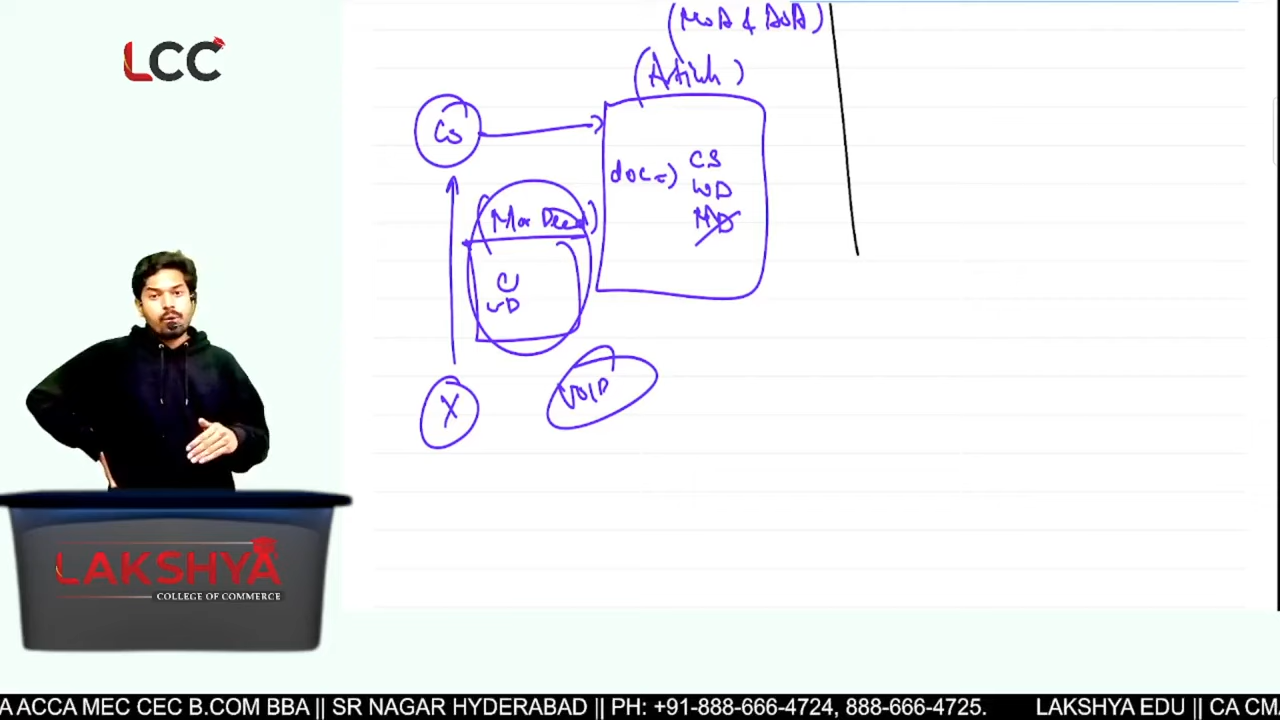 (MOA & AOA)
LCC
(Article)
Co
doc =) CS
WD
MD
(Mor Deed)
CS
WD
X
VOID
LAKSHYA
COLLEGE OF COMMERCE
A ACCA MEC CEC B.COM BBA || SR NAGAR HYDERABAD || PH: +91-888-666-4724, 888-666-4725. LAKSHYA EDU || CA CM